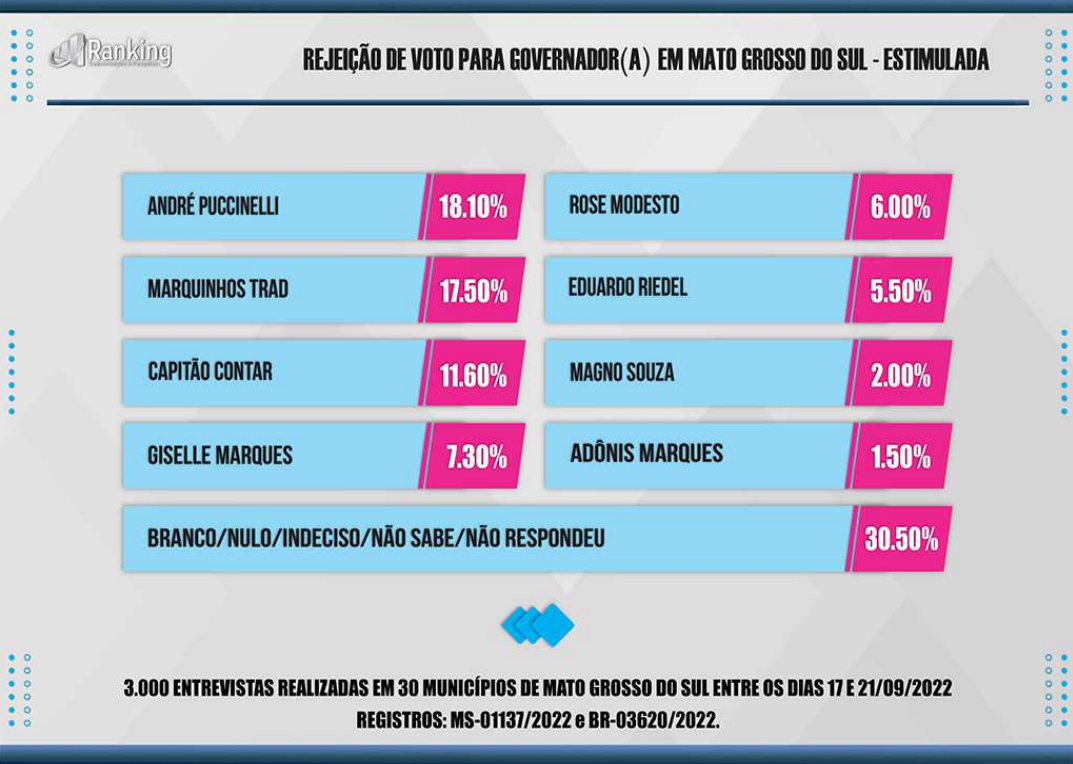 Ranking
REJEIÇÃO DE VOTO PARA GOVERNADOR(A) EM MATO GROSSO DO SUL - ESTIMULADA
ANDRÉ PUCCINELLI 18.10%
ROSE MODESTO 6.00%
MARQUINHOS TRAD 17.50%
EDUARDO RIEDEL 5.50%
CAPITÃO CONTAR 11.60%
MAGNO SOUZA 2.00%
GISELLE MARQUES 7.30%
ADÔNIS MARQUES 1.50%
BRANCO/NULO/INDECISO/NÃO SABE/NÃO RESPONDEU 30.50%
3.000 ENTREVISTAS REALIZADAS EM 30 MUNICÍPIOS DE MATO GROSSO DO SUL ENTRE OS DIAS 17 E 21/09/2022
REGISTROS: MS-01137/2022 e BR-03620/2022.